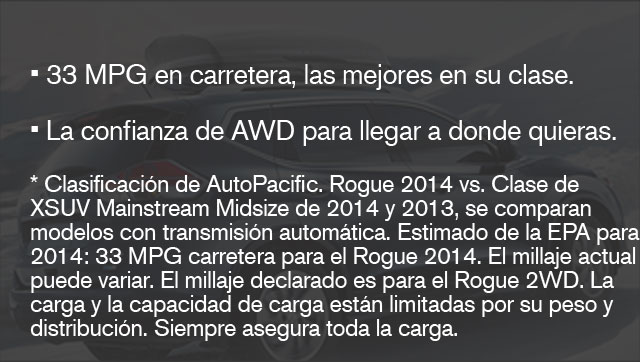 ▪ 33 MPG en carretera, las mejores en su clase.
▪ La confianza de AWD para llegar a donde quieras.
* Clasificación de AutoPacific. Rogue 2014 vs. Clase de
XSUV Mainstream Midsize de 2014 y 2013, se comparan
modelos con transmisión automática. Estimado de la EPA para
2014: 33 MPG carretera para el Rogue 2014. El millaje actual
puede variar. El millaje declarado es para el Rogue 2WD. La
carga y la capacidad de carga están limitadas por su peso y
distribución. Siempre asegura toda la carga.